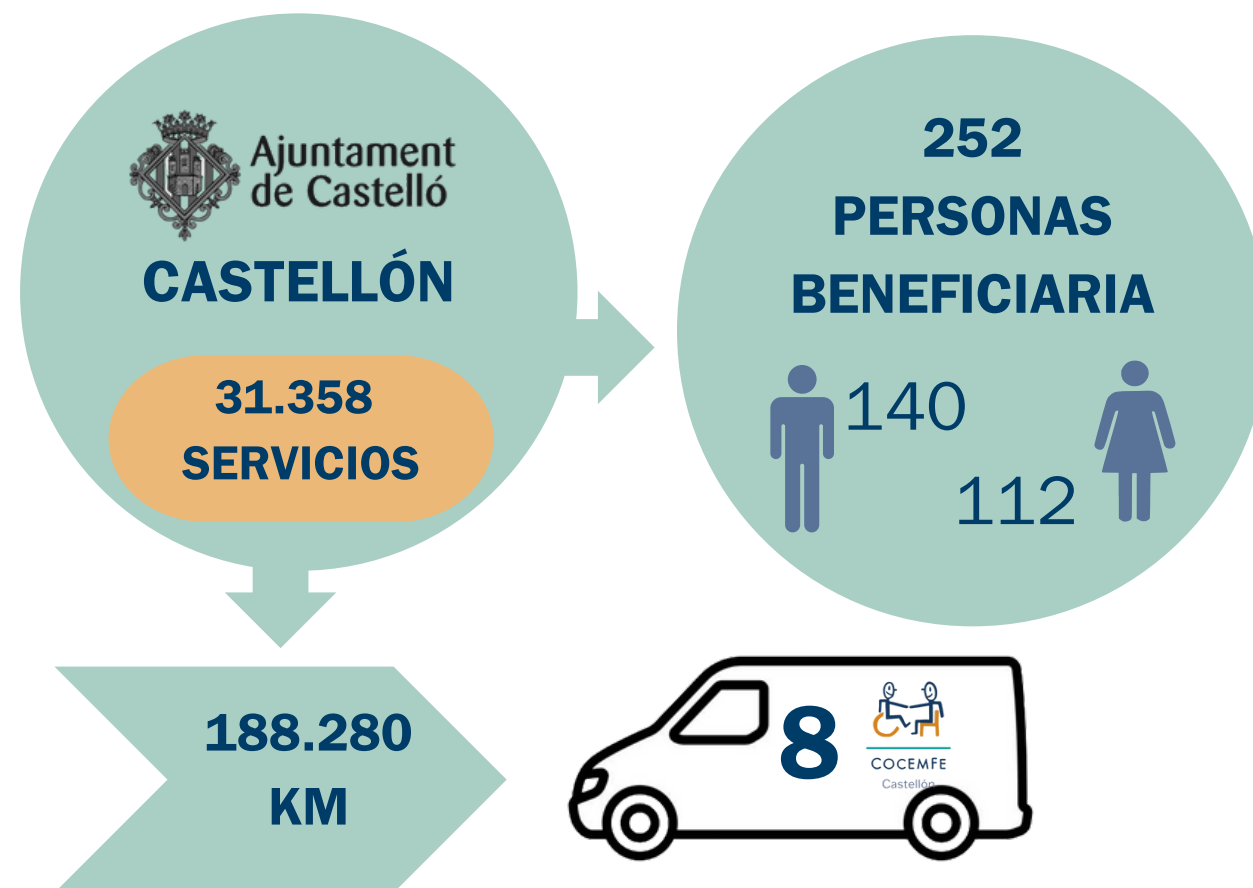 Ajuntament
de Castelló
CASTELLÓN
31.358
SERVICIOS
252
PERSONAS
BENEFICIARIA
140
112
188.280
KM
8
COCEMFE
Castellón